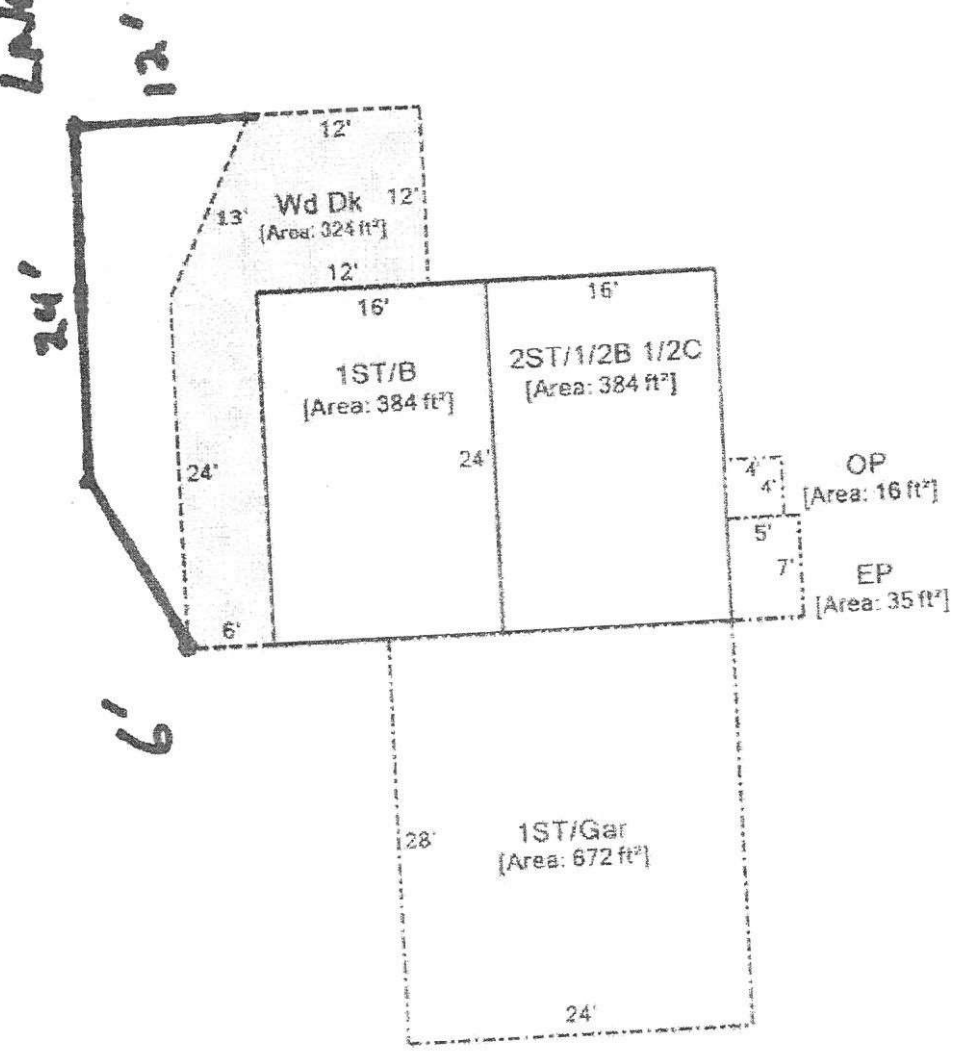 12'
24'
6'
12'
12'
13'
Wd Dk
[Area: 324 ft²]
12'
16'
16'
1ST/B
[Area: 384 ft²]
2ST/1/2B 1/2C
[Area: 384 ft²]
24'
24'
6'
4'
4'
OP
[Area: 16 ft²]
5'
7'
EP
[Area: 35 ft²]
28'
1ST/Gar
[Area: 672 ft²]
24'